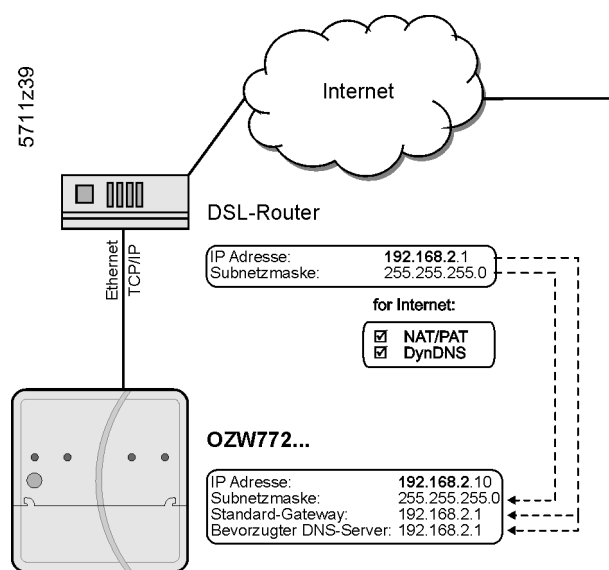 5711z39
Internet
DSL-Router
Ethernet
TCP/IP
IP Adresse: 192.168.2.1
Subnetzmaske: 255.255.255.0
for Internet:
☑ NAT/PAT
☑ DynDNS
OZW772...
IP Adresse: 192.168.2.10
Subnetzmaske: 255.255.255.0
Standard-Gateway: 192.168.2.1
Bevorzugter DNS-Server: 192.168.2.1